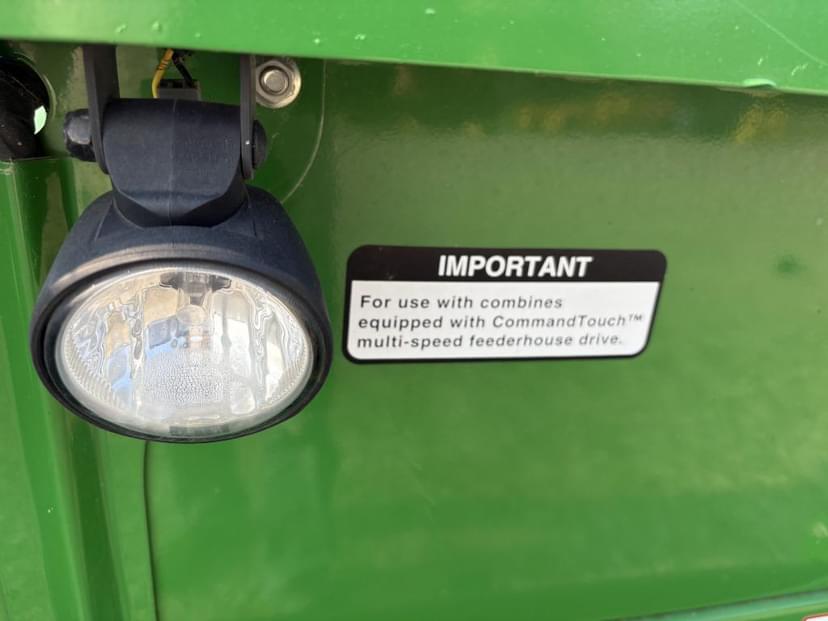 IMPORTANT
For use with combines
equipped with CommandTouch™
multi-speed feederhouse drive.